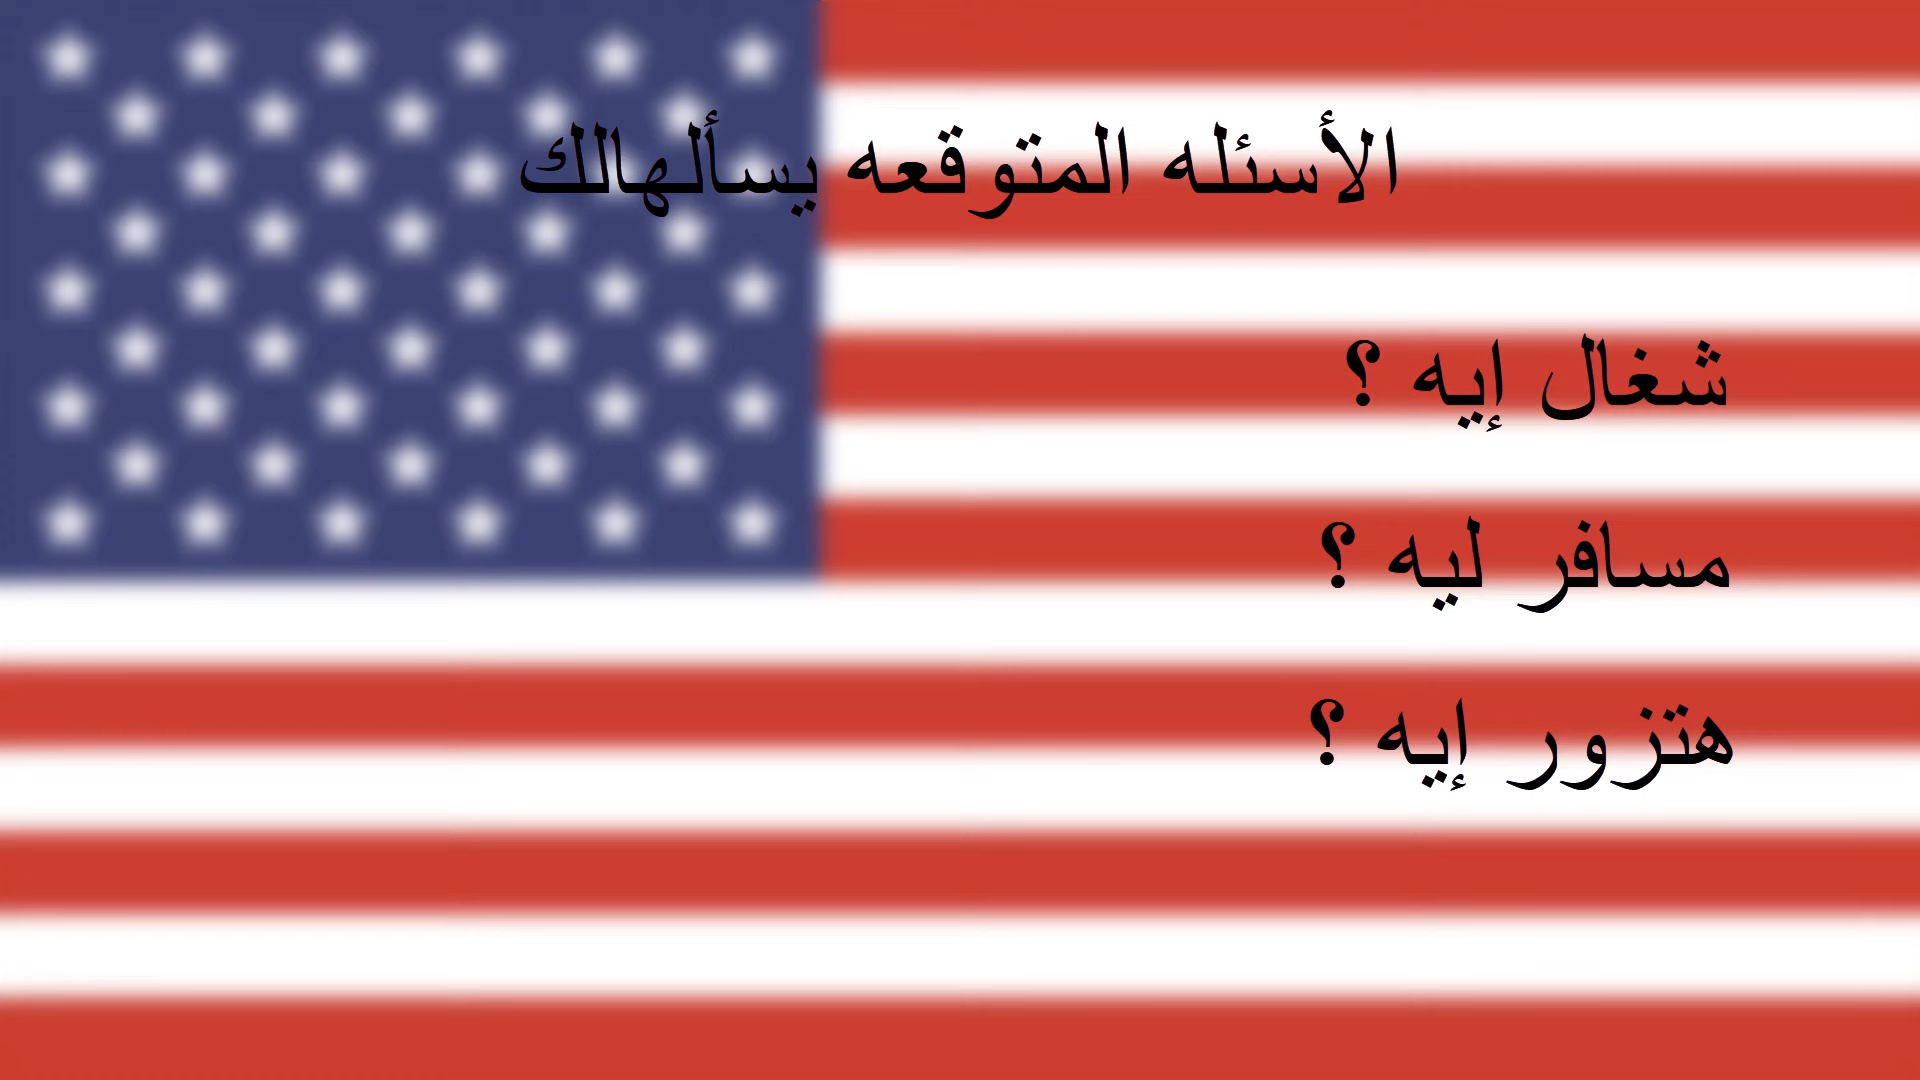 الأسئله المتوقعه يسألهالك
شغال إيه ؟
مسافر ليه ؟
هتزور إيه ؟